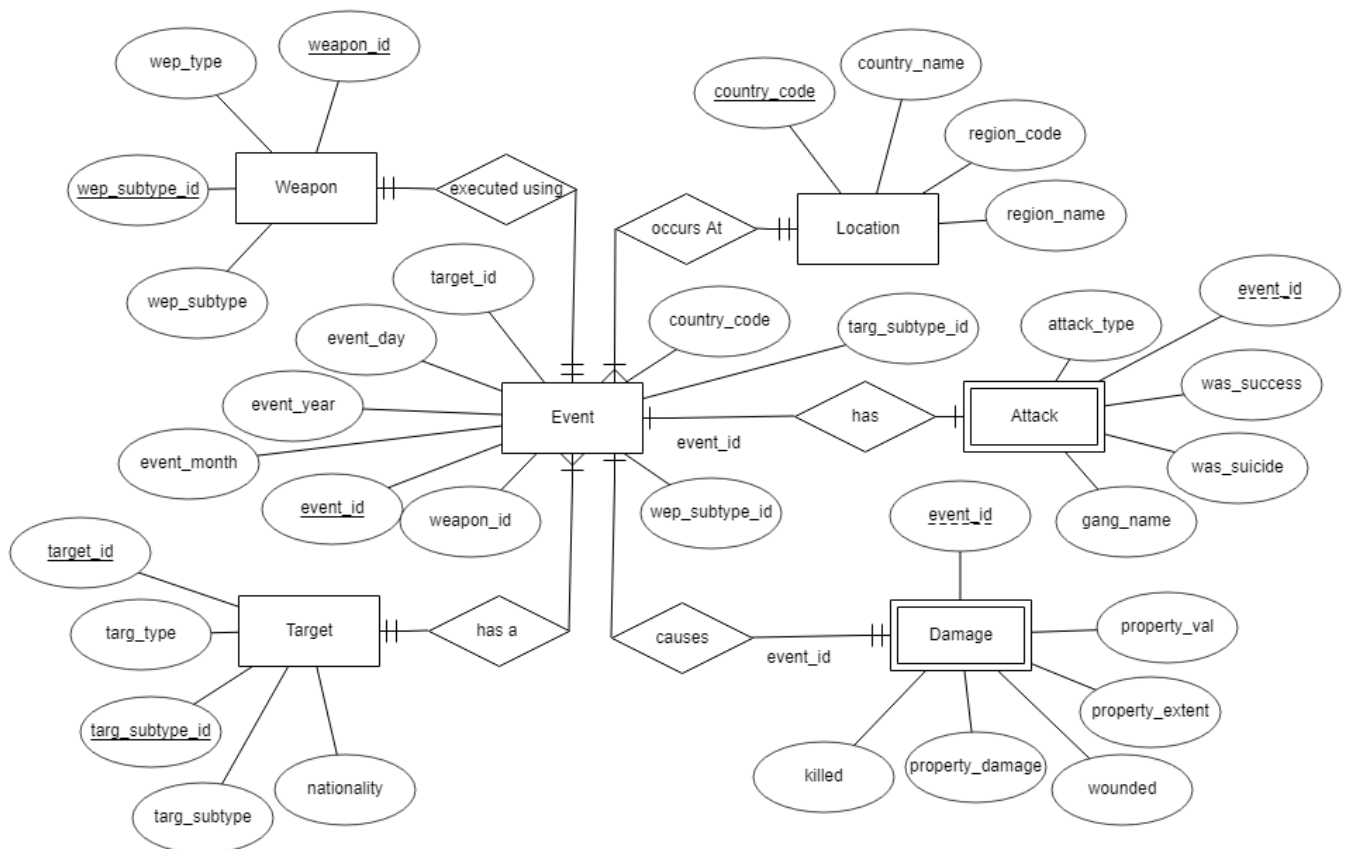 weapon_id
wep_type
country_name
country_code
region_code
wep_subtype_id
Weapon
executed using
region_name
occurs At
Location
target_id
wep_subtype
event_id
country_code
targ_subtype_id
attack_type
event_day
was_success
event_year
Event
has
Attack
event_id
event_month
was_suicide
event_id
weapon_id
wep_subtype_id
event_id
gang_name
target_id
Target
has a
causes
Damage
property_val
targ_type
event_id
property_extent
targ_subtype_id
killed
property_damage
wounded
nationality
targ_subtype